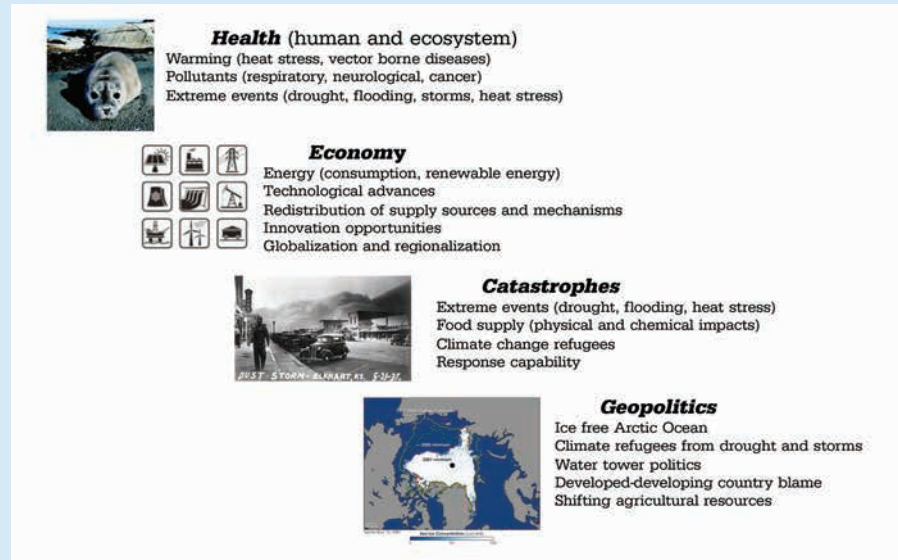 Health (human and ecosystem)
Warming (heat stress, vector borne diseases)
Pollutants (respiratory, neurological, cancer)
Extreme events (drought, flooding, storms, heat stress)
Economy
Energy (consumption, renewable energy)
Technological advances
Redistribution of supply sources and mechanisms
Innovation opportunities
Globalization and regionalization
Catastrophes
Extreme events (drought, flooding, heat stress)
Food supply (physical and chemical impacts)
Climate change refugees
Response capability
DUST STORM - ELKHART, KS. 5-21-37.
Geopolitics
Ice free Arctic Ocean
Climate refugees from drought and storms
Water tower politics
Developed-developing country blame
Shifting agricultural resources